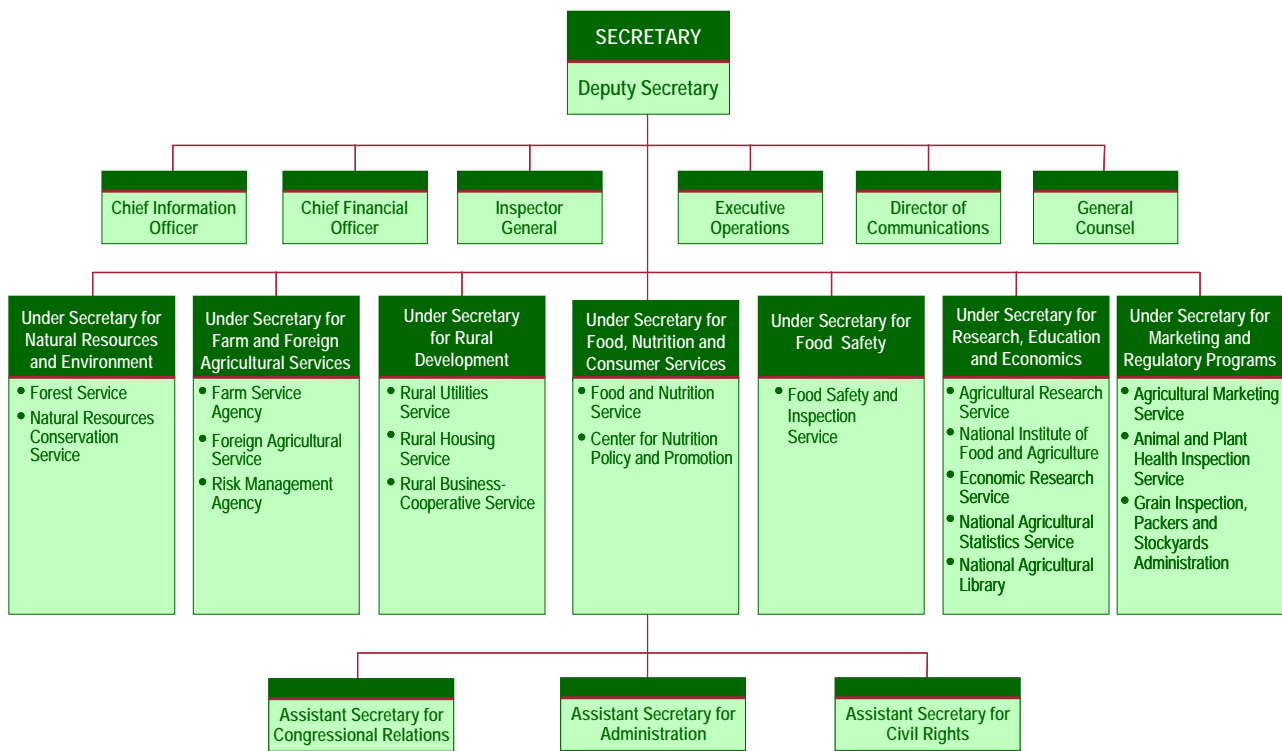 SECRETARY
Deputy Secretary
Chief Information
Officer
Chief Financial
Officer
Inspector
General
Executive
Operations
Director of
Communications
General
Counsel
Under Secretary for
Natural Resources
and Environment
• Forest Service
• Natural Resources
Conservation
Service
Under Secretary for
Farm and Foreign
Agricultural Services
• Farm Service
Agency
• Foreign Agricultural
Service
• Risk Management
Agency
Under Secretary
for Rural
Development
• Rural Utilities
Service
• Rural Housing
Service
• Rural Business-
Cooperative Service
Under Secretary for
Food, Nutrition and
Consumer Services
• Food and Nutrition
Service
• Center for Nutrition
Policy and Promotion
Under Secretary for
Food Safety
• Food Safety and
Inspection
Service
Under Secretary for
Research, Education
and Economics
• Agricultural Research
Service
• National Institute of
Food and Agriculture
• Economic Research
Service
• National Agricultural
Statistics Service
• National Agricultural
Library
Under Secretary for
Marketing and
Regulatory Programs
• Agricultural Marketing
Service
• Animal and Plant
Health Inspection
Service
• Grain Inspection,
Packers and
Stockyards
Administration
Assistant Secretary for
Congressional Relations
Assistant Secretary for
Administration
Assistant Secretary for
Civil Rights